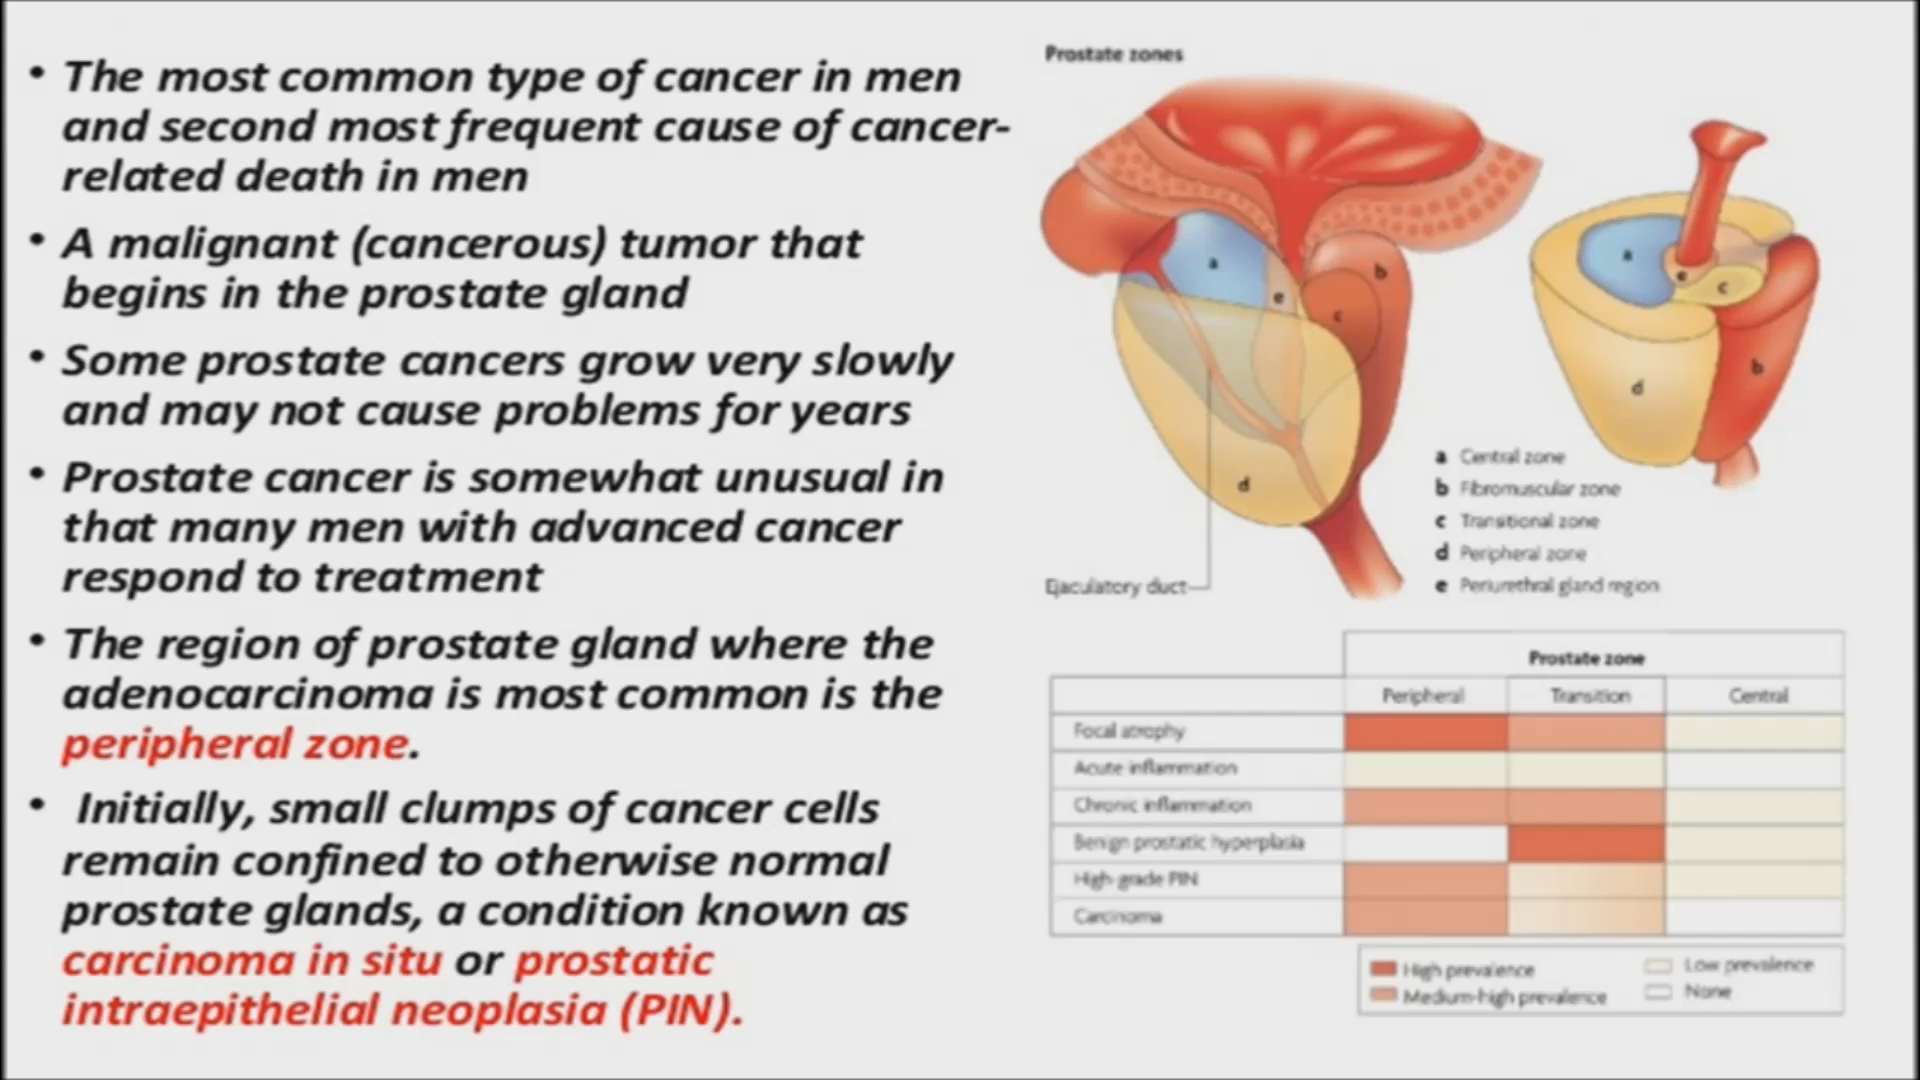 • The most common type of cancer in men
and second most frequent cause of cancer-
related death in men
• A malignant (cancerous) tumor that
begins in the prostate gland
• Some prostate cancers grow very slowly
and may not cause problems for years
• Prostate cancer is somewhat unusual in
that many men with advanced cancer
respond to treatment
• The region of prostate gland where the
adenocarcinoma is most common is the
peripheral zone.
• Initially, small clumps of cancer cells
remain confined to otherwise normal
prostate glands, a condition known as
carcinoma in situ or prostatic
intraepithelial neoplasia (PIN).
Prostate zones
a
b
e
c
d
a
e
c
b
d
Ejaculatory duct
a Central zone
b Fibromuscular zone
c Transitional zone
d Peripheral zone
e Periurethral gland region
Prostate zone
Peripheral Transition Central
Focal atrophy
Acute inflammation
Chronic inflammation
Benign prostatic hyperplasia
High-grade PIN
Carcinoma
High prevalence
Medium-high prevalence
Low prevalence
None